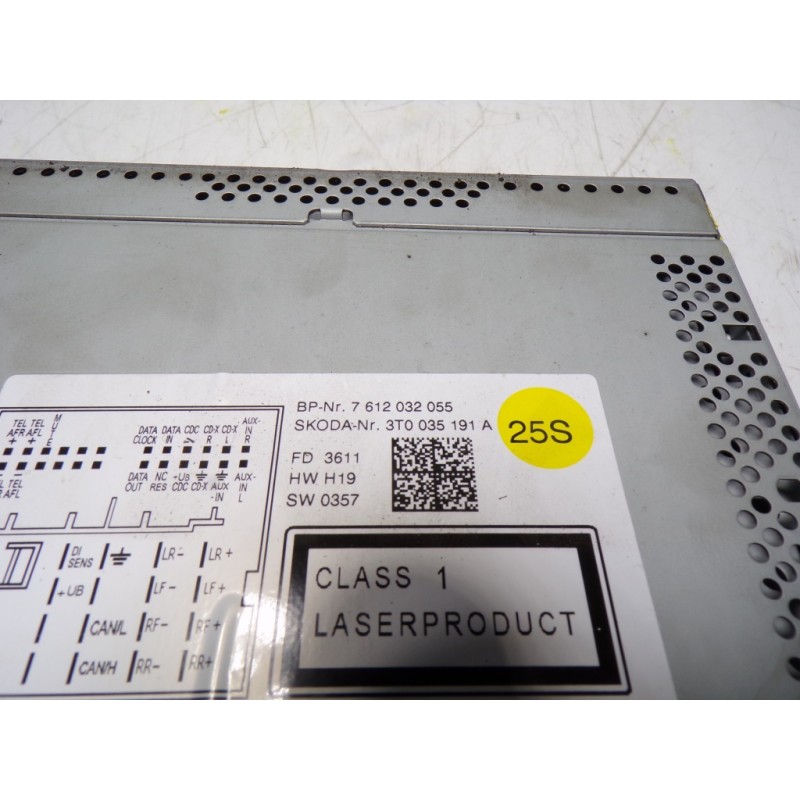 BP-Nr. 7 612 032 055
SKODA-Nr. 3T0 035 191 A
25S
FD 3611
HW H19
SW 0357
TEL TEL MUTE
AFR AFL
+ +
DATA DATA CDC CD-X CD-X AUX-
CLOCK IN R L IN
R
TEL
R AFL
DATA NC +UB AUX AUX-
OUT RES CDC CD-X -IN IN
L
DI SENS LR- LR+
+UB LF- LF+
CAN/L RF- RF+
CAN/H RR- RR+
CLASS 1
LASERPRODUCT